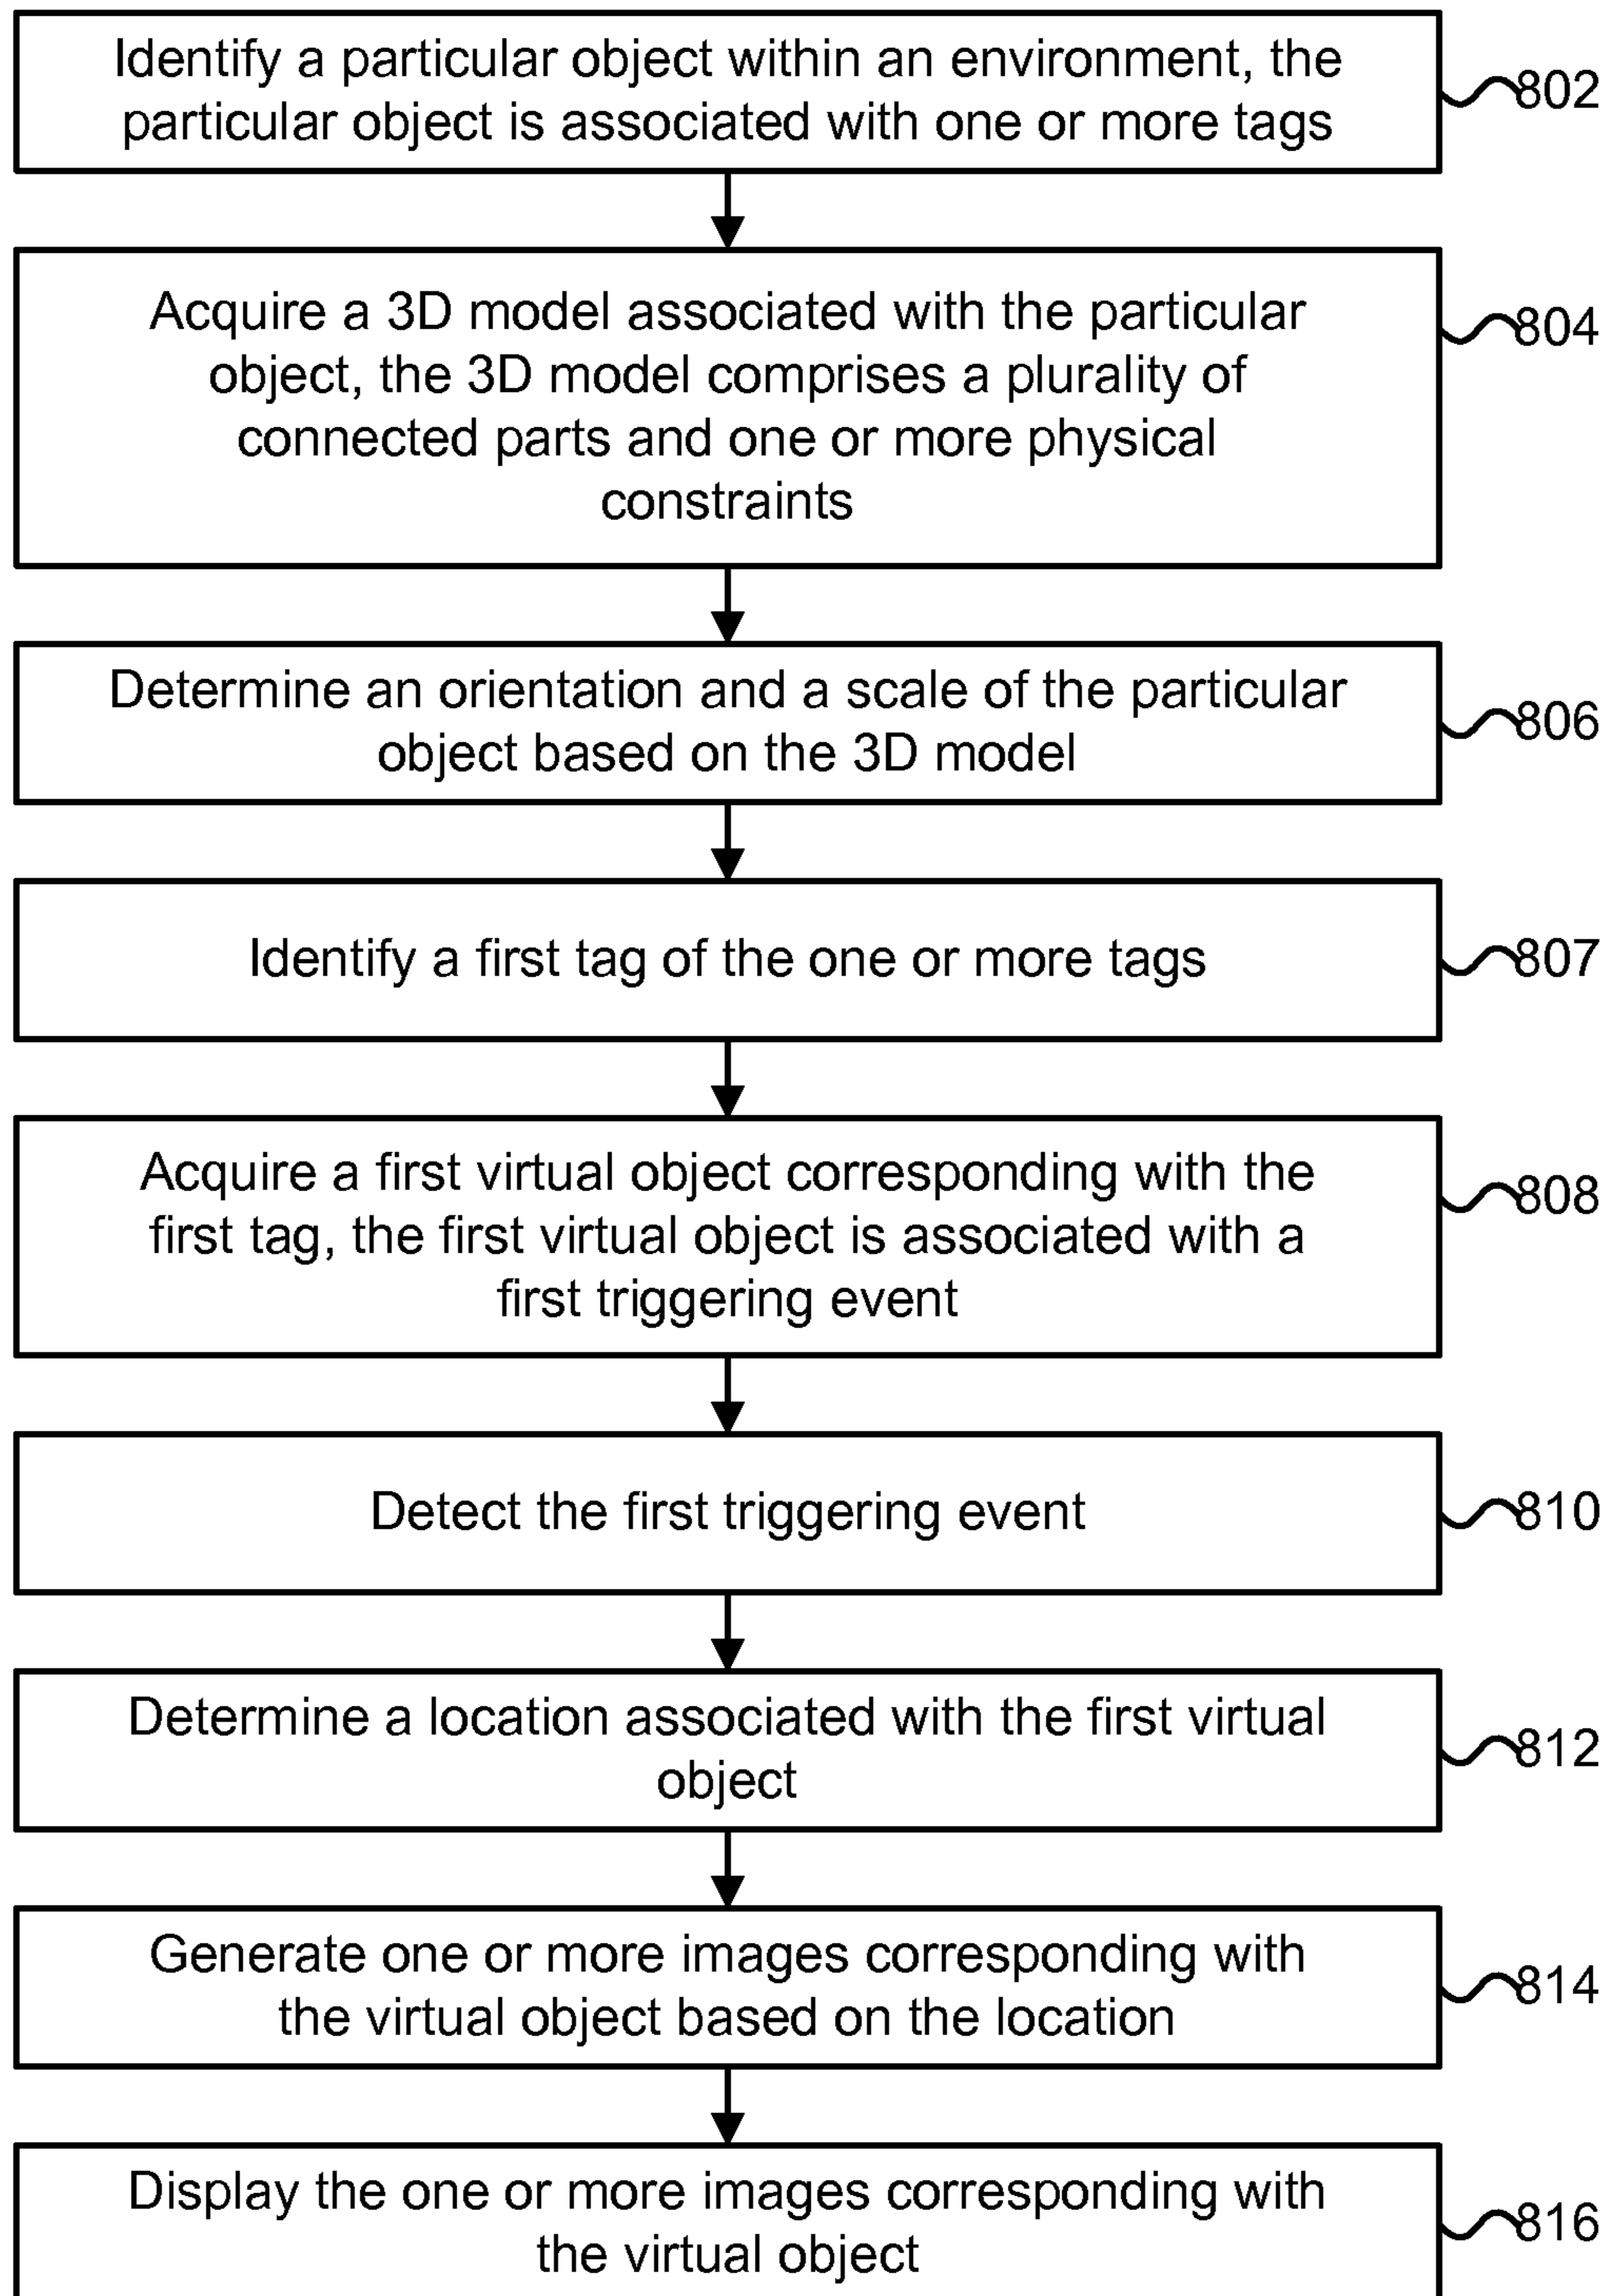 Identify a particular object within an environment, the
particular object is associated with one or more tags
802
Acquire a 3D model associated with the particular
object, the 3D model comprises a plurality of
connected parts and one or more physical
constraints
804
Determine an orientation and a scale of the particular
object based on the 3D model
806
Identify a first tag of the one or more tags
807
Acquire a first virtual object corresponding with the
first tag, the first virtual object is associated with a
first triggering event
808
Detect the first triggering event
810
Determine a location associated with the first virtual
object
812
Generate one or more images corresponding with
the virtual object based on the location
814
Display the one or more images corresponding with
the virtual object
816